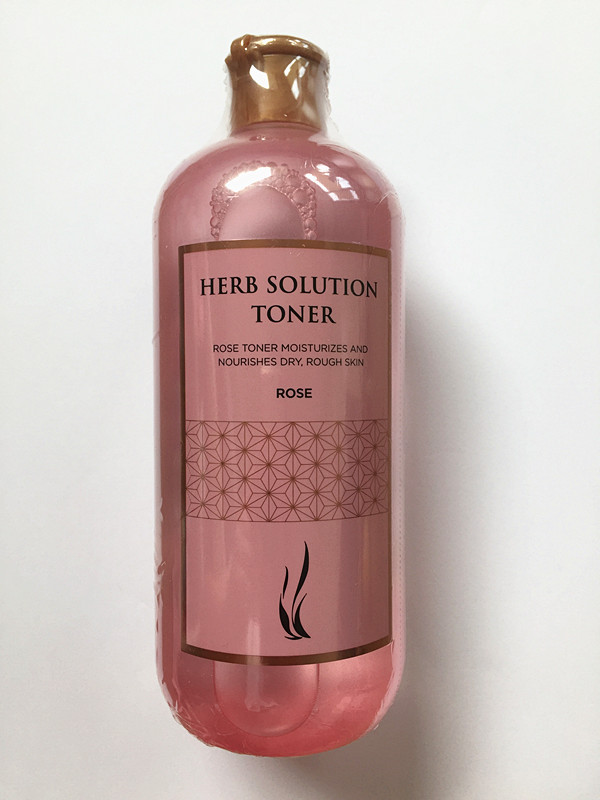 HERB SOLUTION
TONER
ROSE TONER MOISTURIZES AND
NOURISHES DRY, ROUGH SKIN
ROSE